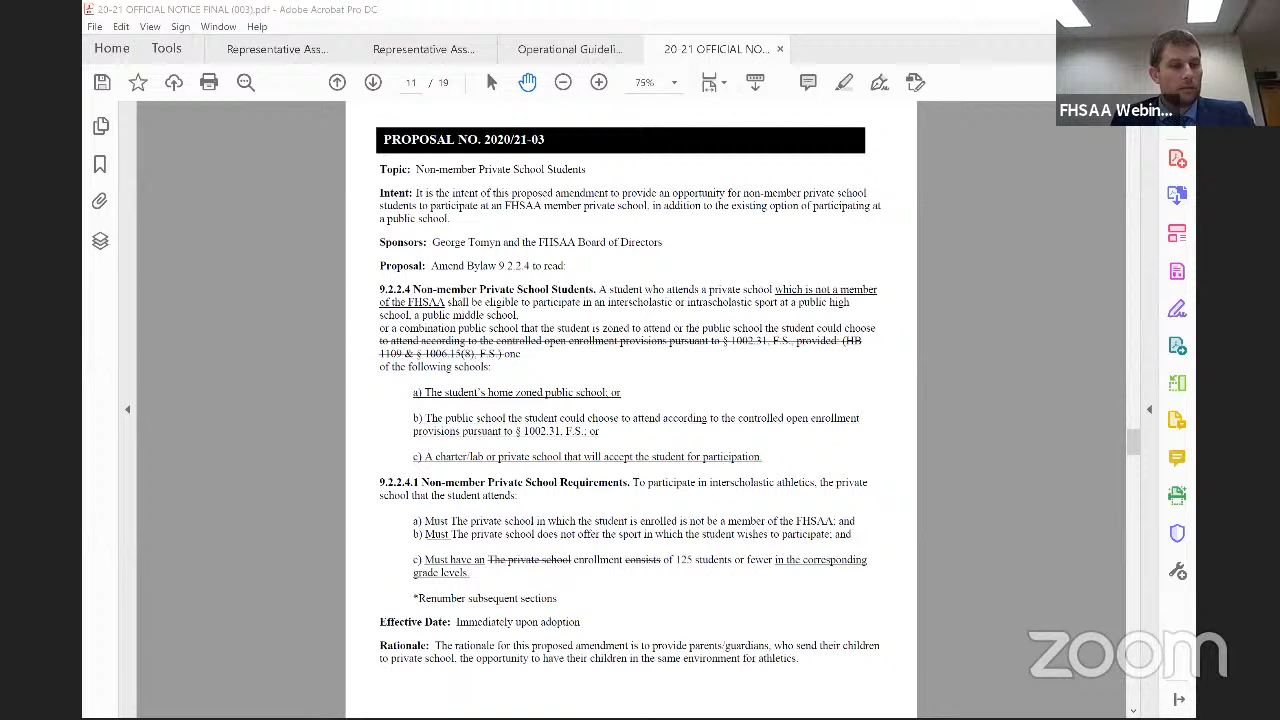 20-21 OFFICIAL NOTICE FINAL (003).pdf - Adobe Acrobat Pro DC
File Edit View Sign Window Help
Home Tools Representative Ass... Representative Ass... Operational Guideli... 20-21 OFFICIAL NO... ×
11 / 19 75%
FHSAA Webin...
PROPOSAL NO. 2020/21-03
Topic: Non-member Private School Students
Intent: It is the intent of this proposed amendment to provide an opportunity for non-member private school
students to participate at an FHSAA member private school, in addition to the existing option of participating at
a public school.
Sponsors: George Tsiryn and the FHSAA Board of Directors
Proposal: Amend Bylaw 9.2.2.4 to read:
9.2.2.4 Non-member Private School Students. A student who attends a private school which is not a member
of the FHSAA shall be eligible to participate in an interscholastic or intrascholastic sport at a public high
school, a public middle school,
or a combination public school that the student is zoned to attend or the public school the student could choose
to attend according to the controlled open enrollment provisions pursuant to § 1002.31, F.S., provided: (HB
1109 & § 1006.15(8), F.S.) one
of the following schools:
a) The student's home zoned public school; or
b) The public school the student could choose to attend according to the controlled open enrollment
provisions pursuant to § 1002.31, F.S.; or
c) A charter/lab or private school that will accept the student for participation.
9.2.2.4.1 Non-member Private School Requirements. To participate in interscholastic athletics, the private
school that the student attends:
a) Must The private school in which the student is enrolled is not be a member of the FHSAA; and
b) Must The private school does not offer the sport in which the student wishes to participate; and
c) Must have an The private school enrollment consists of 125 students or fewer in the corresponding
grade levels.
*Renumber subsequent sections
Effective Date: Immediately upon adoption
Rationale: The rationale for this proposed amendment is to provide parents/guardians, who send their children
to private school, the opportunity to have their children in the same environment for athletics.
zoom